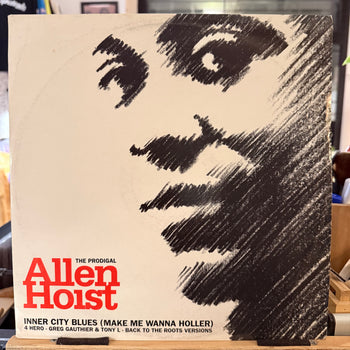 THE PRODIGAL
Allen
Hoist
INNER CITY BLUES (MAKE ME WANNA HOLLER)
4 HERO · GREG GAUTHIER & TONY L · BACK TO THE ROOTS VERSIONS